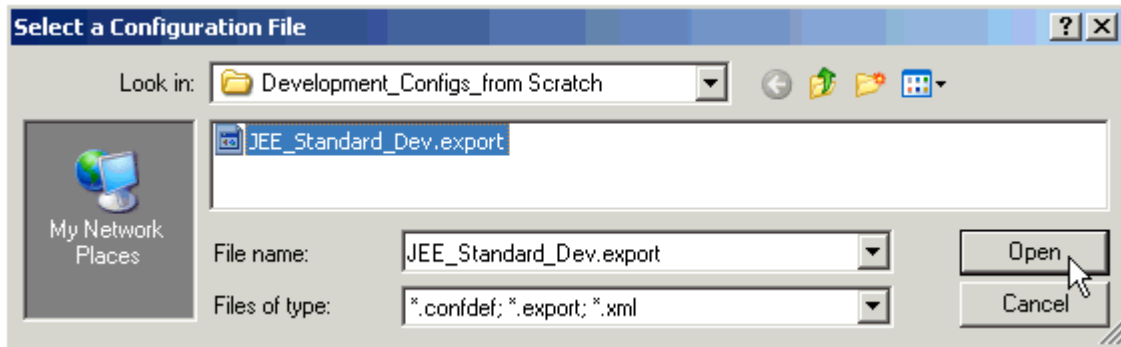 Select a Configuration File
Look in: Development_Configs_from Scratch
JEE_Standard_Dev.export
My Network
Places
File name: JEE_Standard_Dev.export Open
Files of type: *.confdef; *.export; *.xml Cancel